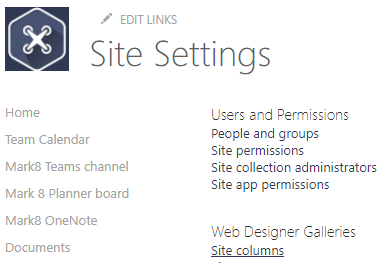 EDIT LINKS
Site Settings
Home
Team Calendar
Mark8 Teams channel
Mark 8 Planner board
Mark8 OneNote
Documents
Users and Permissions
People and groups
Site permissions
Site collection administrators
Site app permissions
Web Designer Galleries
Site columns